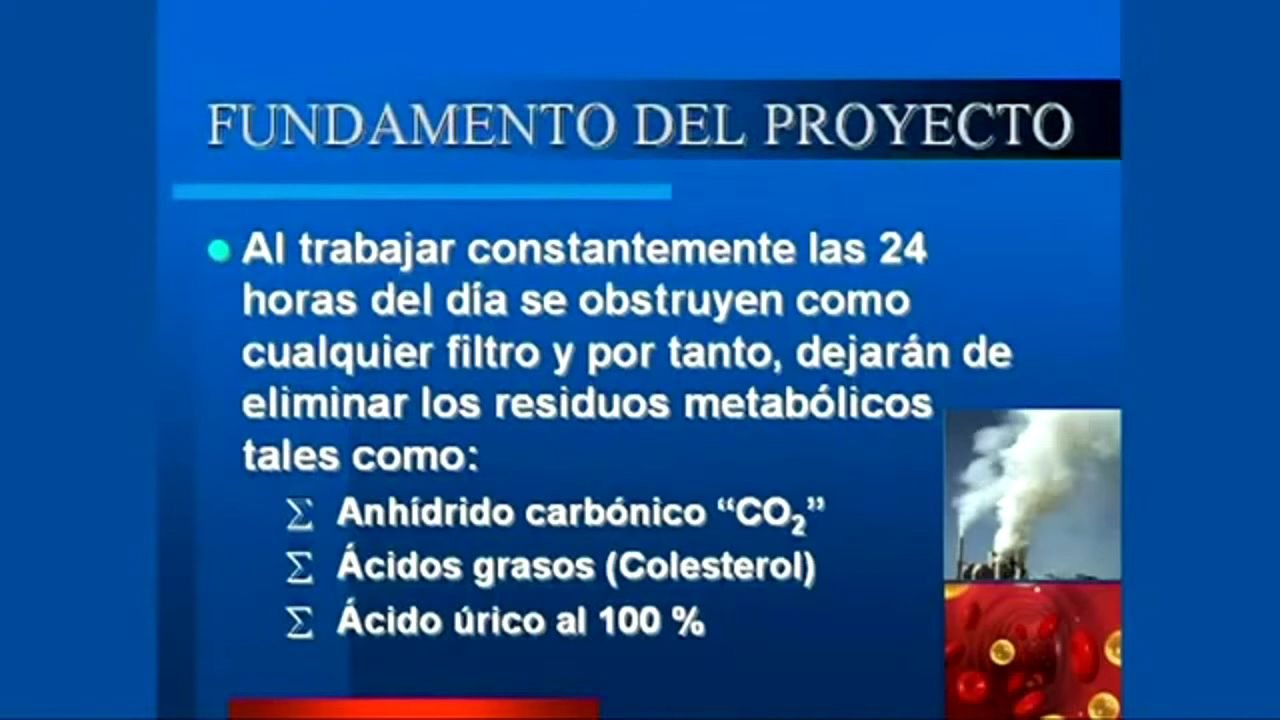 FUNDAMENTO DEL PROYECTO
Al trabajar constantemente las 24
horas del día se obstruyen como
cualquier filtro y por tanto, dejarán de
eliminar los residuos metabólicos
tales como:
Σ Anhídrido carbónico “CO₂”
Σ Ácidos grasos (Colesterol)
Σ Ácido úrico al 100 %